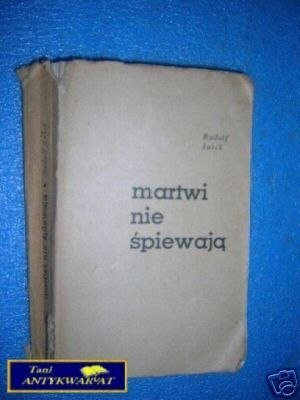 Rudolf
Jašík
martwi
nie
śpiewają
Tani
ANTYKWARYAT